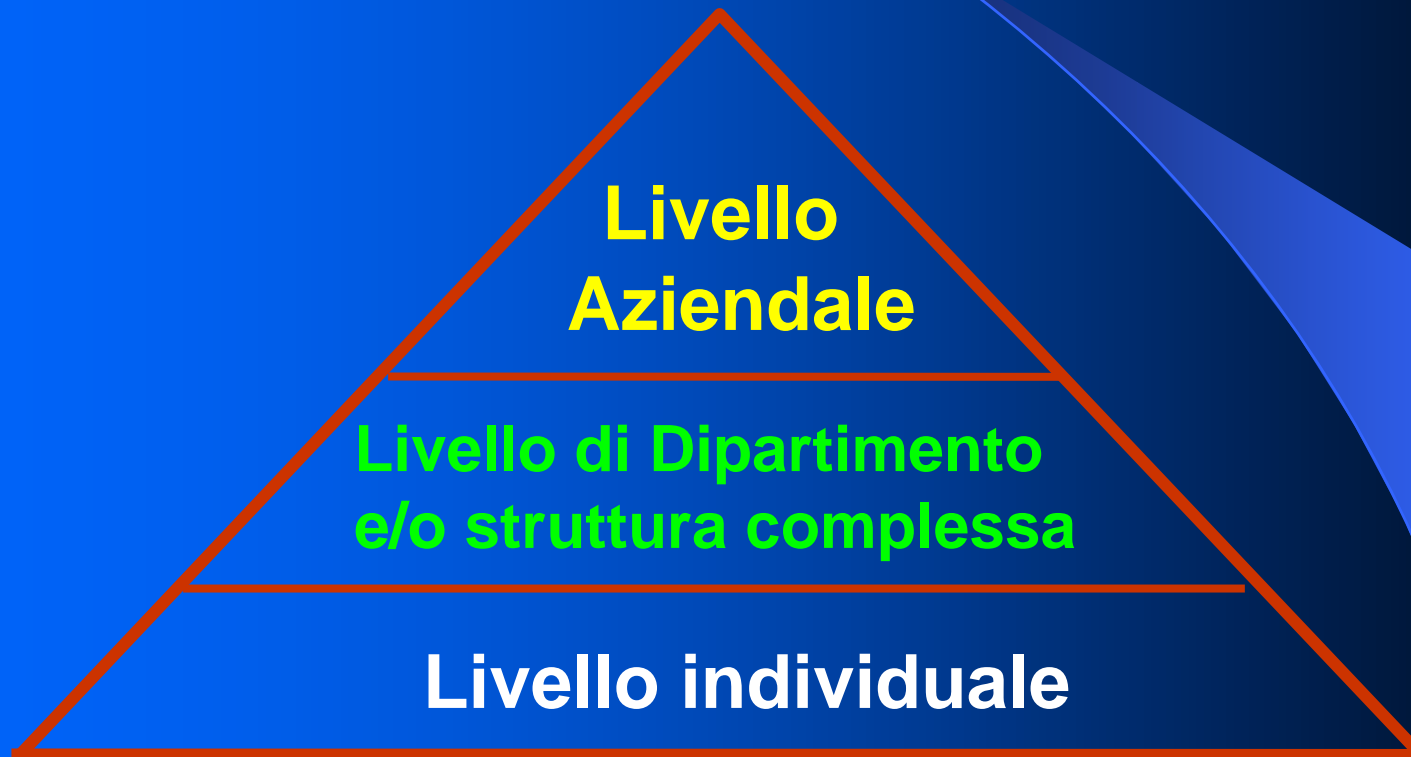 Livello
Aziendale
Livello di Dipartimento
e/o struttura complessa
Livello individuale